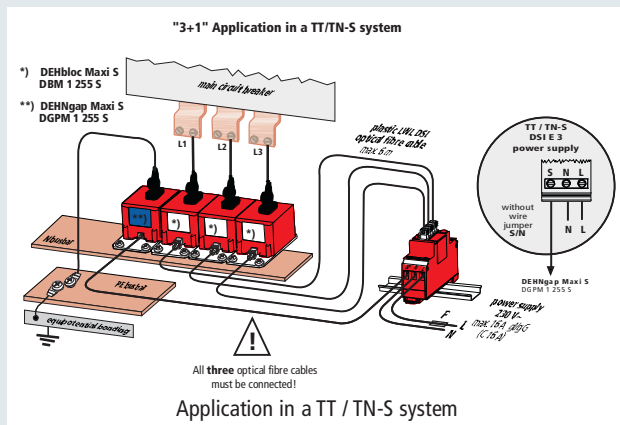 "3+1" Application in a TT/TN-S system
*) DEHbloc Maxi S
DBM 1 255 S
**) DEHNgap Maxi S
DGPM 1 255 S
main circuit breaker
L1
L2
L3
plastic LWL DSI
optical fibre cable
max. 6 m
TT / TN-S
DSI E 3
power supply
S N L
without
wire
jumper
S/N
N L
DEHNgap Maxi S
DGPM 1 255 S
**)
*)
*)
*)
N busbar
PE busbar
equipotential bonding
power supply
230 V~
max. 16 A gL/gG
(C 16 A)
F
L
N
!
All three optical fibre cables
must be connected!
Application in a TT / TN-S system